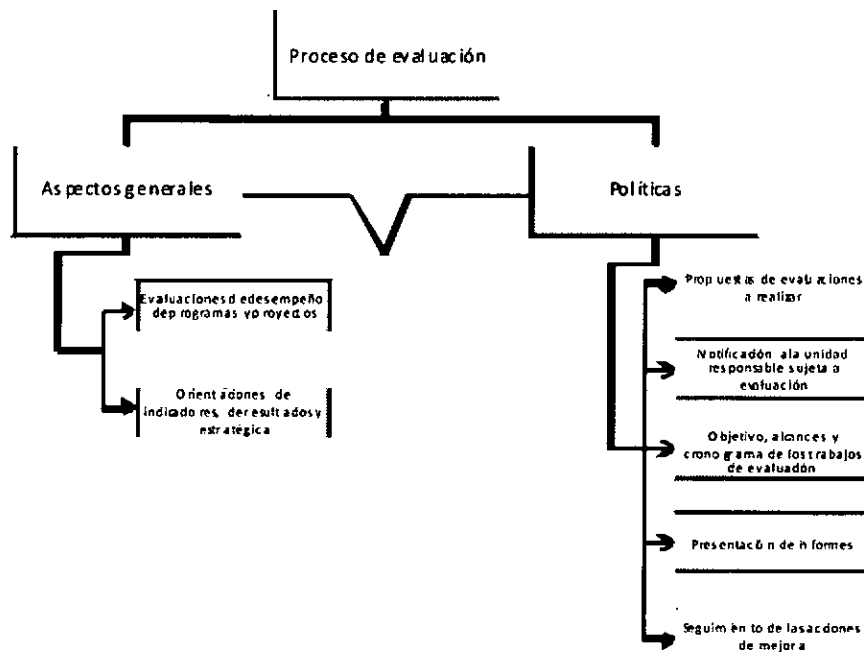 Proceso de evaluación
Aspectos generales
Políticas
Evaluaciones de desempeño
de programas y proyectos
Orientaciones de
indicadores, de resultados y
estratégica
Propuestas de evaluaciones
a realizar
Notificación a la unidad
responsable sujeta a
evaluación
Objetivo, alcances y
cronograma de los trabajos
de evaluación
Presentación de informes
Seguimiento de las acciones
de mejora